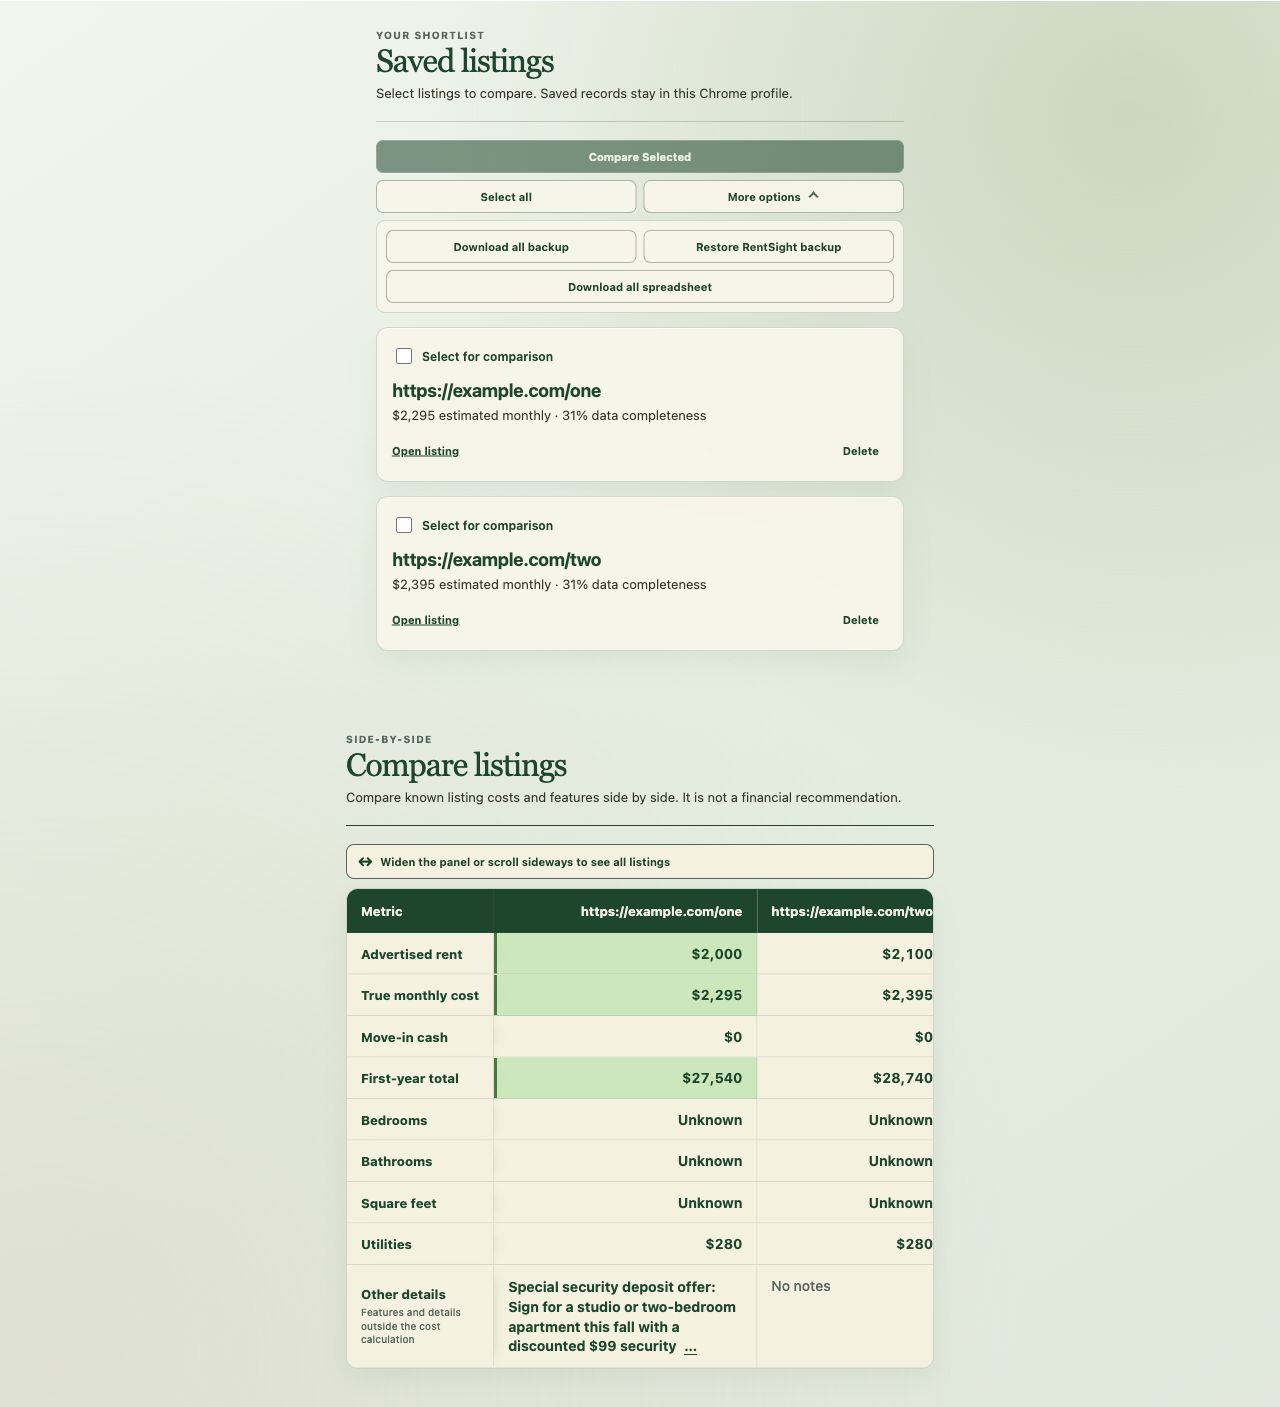 YOUR SHORTLIST
Saved listings
Select listings to compare. Saved records stay in this Chrome profile.
Compare Selected
Select all
More options
Download all backup
Restore RentSight backup
Download all spreadsheet
Select for comparison
https://example.com/one
$2,295 estimated monthly · 31% data completeness
Open listing
Delete
Select for comparison
https://example.com/two
$2,395 estimated monthly · 31% data completeness
Open listing
Delete
SIDE-BY-SIDE
Compare listings
Compare known listing costs and features side by side. It is not a financial recommendation.
Widen the panel or scroll sideways to see all listings
Metric https://example.com/one https://example.com/two
Advertised rent $2,000 $2,100
True monthly cost $2,295 $2,395
Move-in cash $0 $0
First-year total $27,540 $28,740
Bedrooms Unknown Unknown
Bathrooms Unknown Unknown
Square feet Unknown Unknown
Utilities $280 $280
Other details
Features and details
outside the cost
calculation
Special security deposit offer:
Sign for a studio or two-bedroom
apartment this fall with a
discounted $99 security ...
No notes